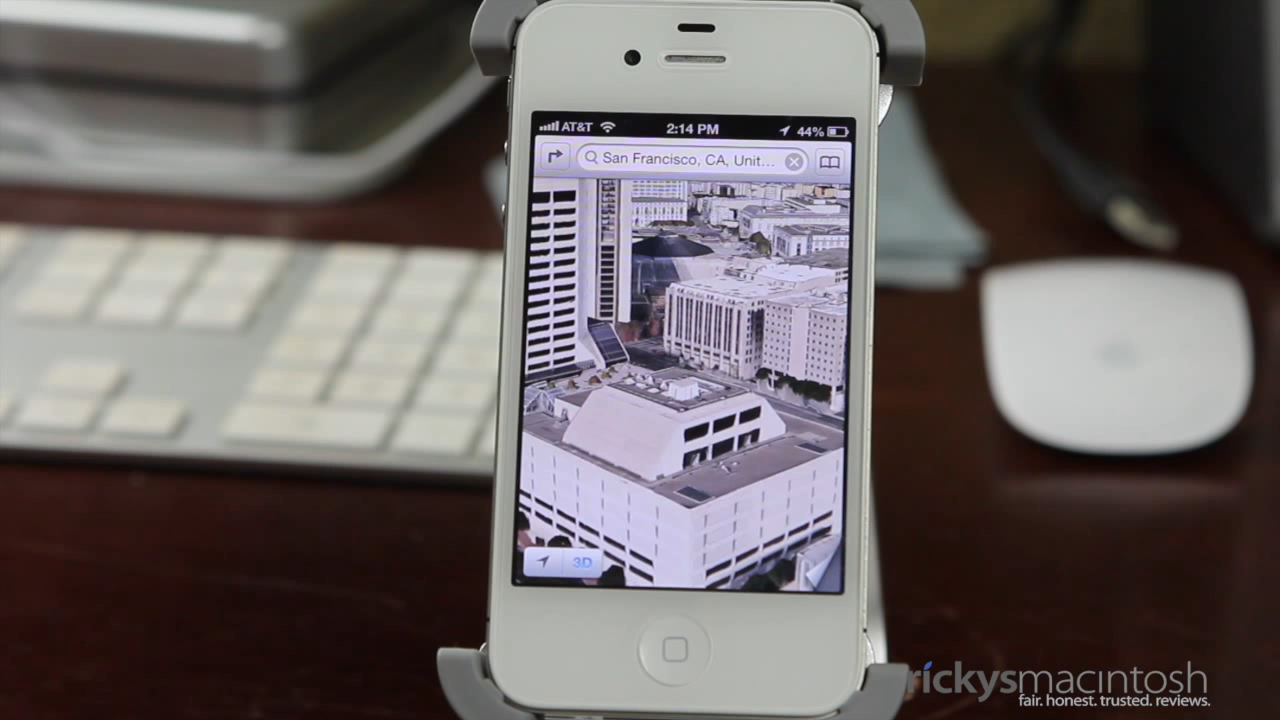 AT&T 2:14 PM 44%
San Francisco, CA, Unit...
3D
rickysmacintosh
fair. honest. trusted. reviews.